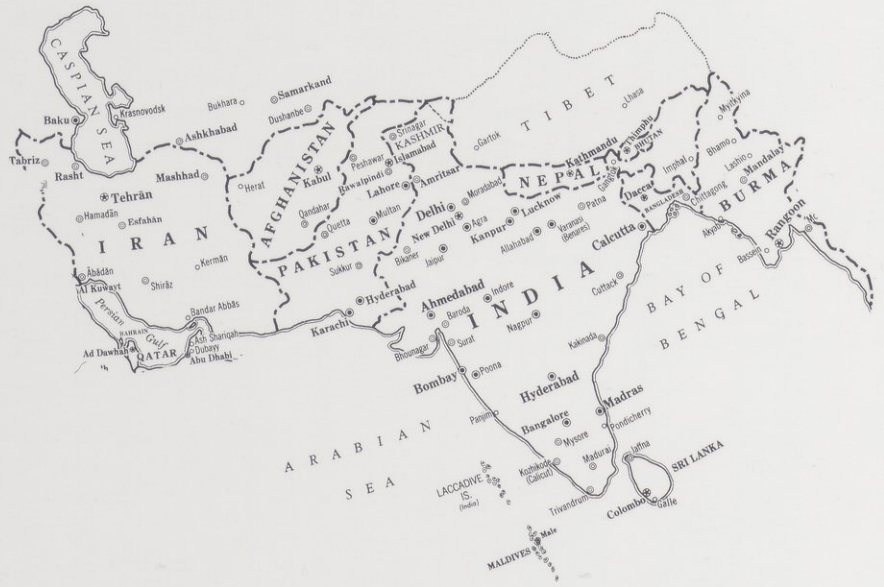 CASPIAN SEA
Baku
Krasnovodsk
Bukhara
Samarkand
Dushanbe
Ashkhabad
Tabriz
Rasht
Mashhad
Tehrān
Hamadān
Esfahān
IRAN
Kermān
Ābādān
Al Kuwayt
Shirāz
Bandar Abbās
Persian
Gulf
BAHRAIN
Ad Dawhah
QATAR
Ash Shariqah
Dubayy
Abu Dhabi
Herat
AFGHANISTAN
Kabul
Qandahar
Quetta
PAKISTAN
Peshawar
Rawalpindi
Islamabad
Srinagar
KASHMIR
Lahore
Amritsar
Multan
Sukkur
Hyderabad
Karachi
TIBET
Gartok
Lhasa
NEPAL
Kathmandu
Gangtok
Thimphu
BHUTAN
Delhi
New Delhi
Moradabad
Agra
Bikaner
Jaipur
Kanpur
Lucknow
Allahabad
Varanasi
(Benares)
Patna
Daccar
BANGLADESH
Chittagong
Calcutta
Imphal
Myitkyina
Bhamo
Lashio
Mandalay
BURMA
Akyab
Bassein
Rangoon
INDIA
Ahmedabad
Baroda
Indore
Bhounagar
Surat
Nagpur
Cuttack
Bombay
Poona
Hyderabad
Kakinada
Panjim
Bangalore
Madras
Pondicherry
Mysore
Kozhikode
(Calicut)
Madurai
Trivandrum
Jaffna
SRI LANKA
Colombo
Galle
BAY OF
BENGAL
ARABIAN
SEA
LACCADIVE
IS.
(India)
Male
MALDIVES